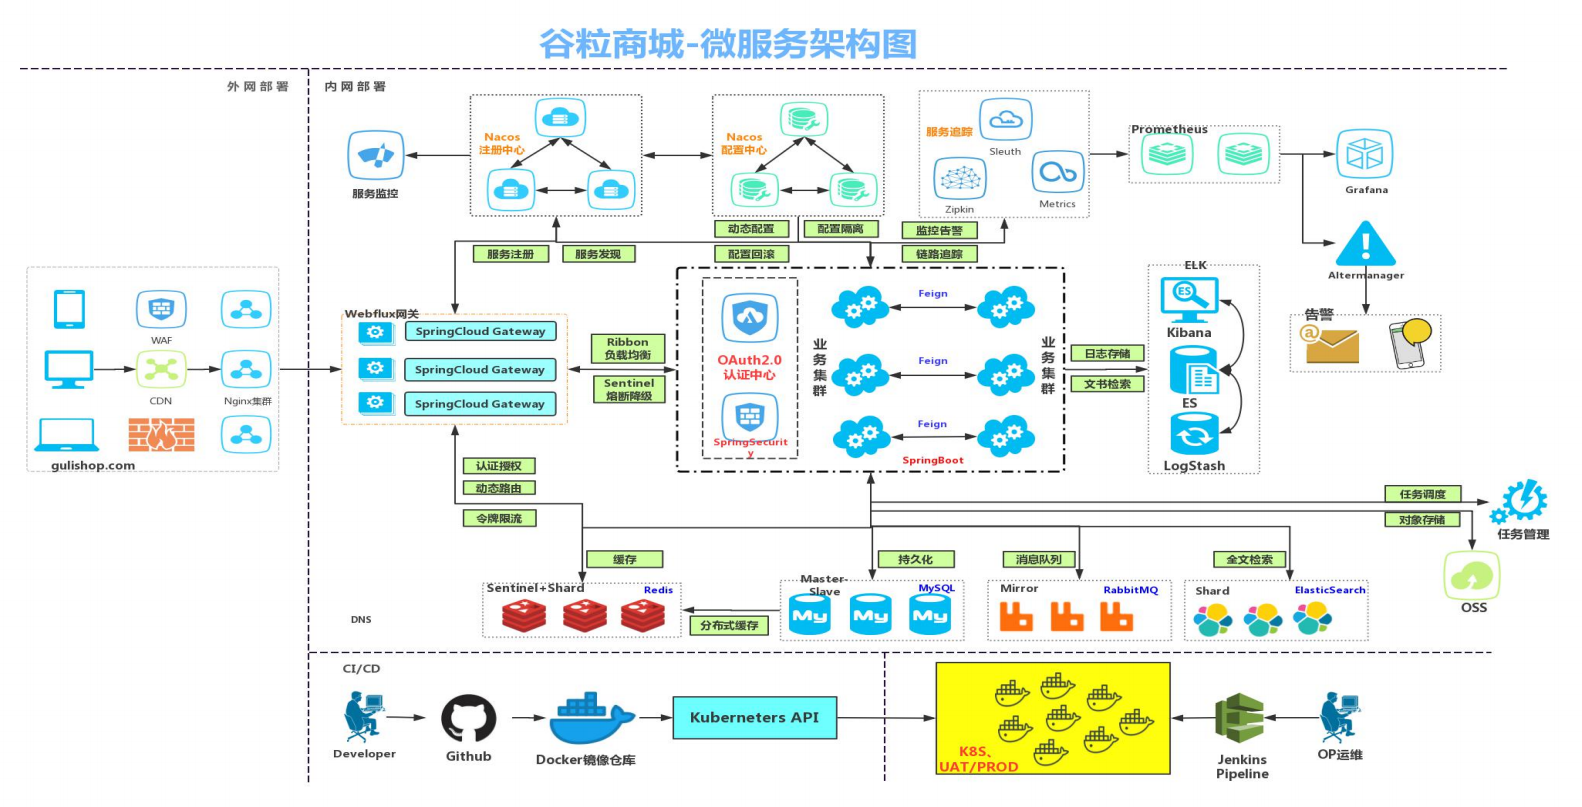 谷粒商城-微服务架构图
外网部署
内网部署
Nacos
注册中心
Nacos
配置中心
服务追踪
Sleuth
Zipkin
Metrics
Prometheus
Grafana
服务监控
服务注册
服务发现
动态配置
配置隔离
配置回滚
监控告警
链路追踪
Altermanager
告警
@
WAF
CDN
Nginx集群
gulishop.com
Webflux网关
SpringCloud Gateway
SpringCloud Gateway
SpringCloud Gateway
Ribbon
负载均衡
Sentinel
熔断降级
OAuth2.0
认证中心
SpringSecurit
y
业务集群
Feign
Feign
Feign
SpringBoot
业务集群
日志存储
文书检索
ELK
ES
Kibana
ES
LogStash
认证授权
动态路由
令牌限流
任务调度
对象存储
任务管理
OSS
缓存
持久化
消息队列
全文检索
Sentinel+Shard
Redis
分布式缓存
Master-
Slave
MySQL
My
My
My
Mirror
RabbitMQ
Shard
ElasticSearch
DNS
CI/CD
Developer
Github
Docker镜像仓库
Kuberneters API
K8S、
UAT/PROD
Jenkins
Pipeline
OP运维